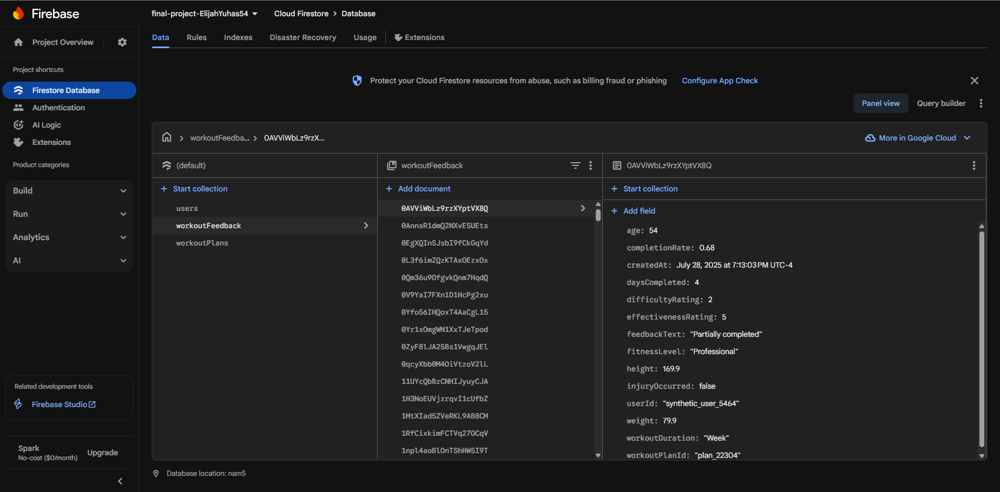 Firebase
final-project-ElijahYuhas54
Cloud Firestore > Database
Project Overview
Data
Rules
Indexes
Disaster Recovery
Usage
Extensions
Project shortcuts
Firestore Database
Authentication
AI Logic
Extensions
Product categories
Build
Run
Analytics
AI
Related development tools
Firebase Studio
Spark
No-cost ($0/month)
Upgrade
Protect your Cloud Firestore resources from abuse, such as billing fraud or phishing
Configure App Check
Panel view
Query builder
workoutFeedba... > 0AVViWbLz9rzX...
More in Google Cloud
(default)
+ Start collection
users
workoutFeedback
workoutPlans
workoutFeedback
+ Add document
0AVViWbLz9rzXYptVX8Q
0AnnsR1dmQ2NXvESUEts
0EgXQInSJsbI9fCkGqYd
0L3f6imZQzKTAxOEzxOx
0Qm36u9OfgvkQnm7HqdQ
0V9YaI7FXn1D1HcPg2xu
0Yfo56IHQoxT4AaCgL15
0Yr1xOmgWN1XxTJeTpod
0ZyF8lJA25Bs1VwgqJEl
0qcyXbb0M4OiVtzoV2lL
11UYcQbBzCNHIJyuyCJA
1H3NoEUVjzrqvI1cUfbZ
1MtXIad5ZVeRKL9AB8CM
1RfCixkimFCTVq27OCqV
1npl4aoBlOnTShHW5I9T
0AVViWbLz9rzXYptVX8Q
+ Start collection
+ Add field
age: 54
completionRate: 0.68
createdAt: July 28, 2025 at 7:13:03 PM UTC-4
daysCompleted: 4
difficultyRating: 2
effectivenessRating: 5
feedbackText: "Partially completed"
fitnessLevel: "Professional"
height: 169.9
injuryOccurred: false
userId: "synthetic_user_5464"
weight: 79.9
workoutDuration: "Week"
workoutPlanId: "plan_22304"
Database location: nam5